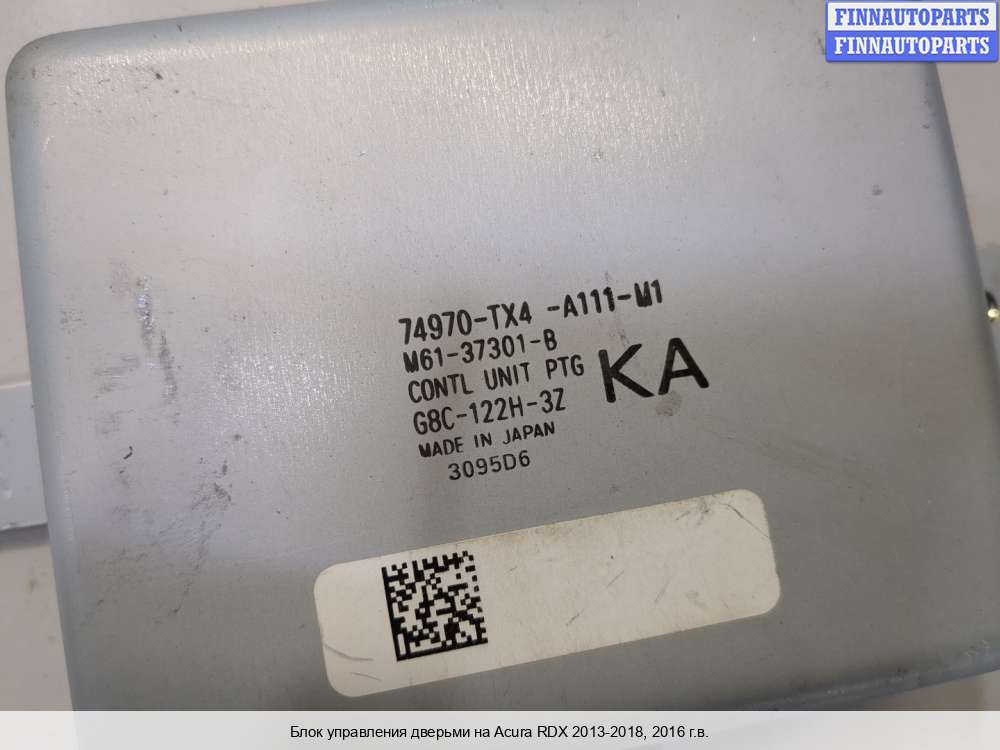 FINNAUTOPARTS
FINNAUTOPARTS
74970-TX4 -A111-M1
M61-37301-B
CONTL UNIT PTG
KA
G8C-122H-3Z
MADE IN JAPAN
3095D6
Блок управления дверьми на Acura RDX 2013-2018, 2016 г.в.